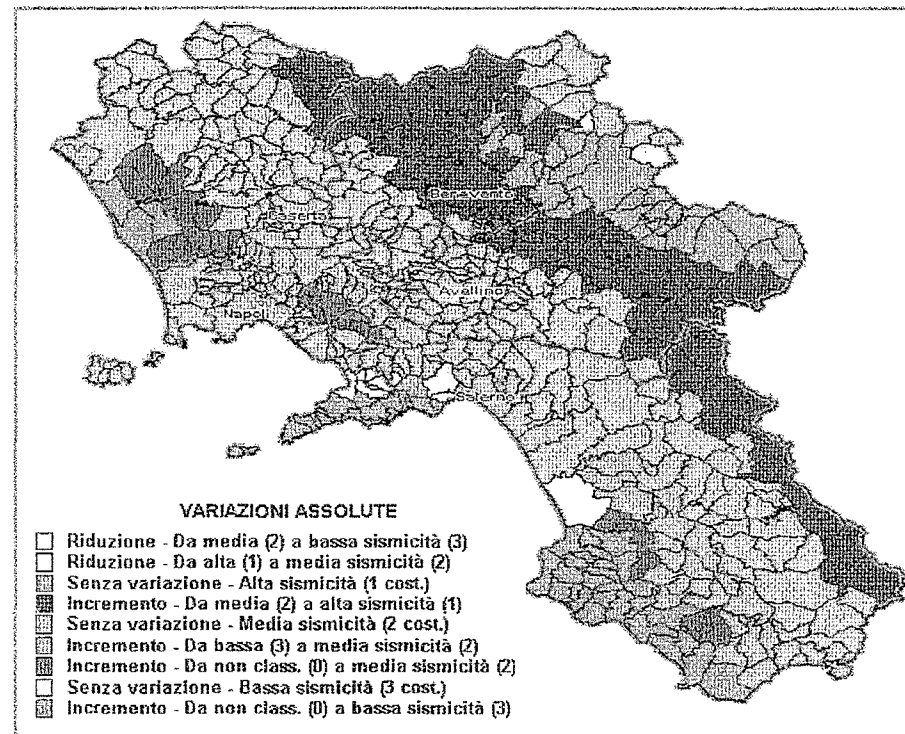 Benevento
Caserta
Avellino
Napoli
Salerno
VARIAZIONI ASSOLUTE
Riduzione - Da media (2) a bassa sismicità (3)
Riduzione - Da alta (1) a media sismicità (2)
Senza variazione - Alta sismicità (1 cost.)
Incremento - Da media (2) a alta sismicità (1)
Senza variazione - Media sismicità (2 cost.)
Incremento - Da bassa (3) a media sismicità (2)
Incremento - Da non class. (0) a media sismicità (2)
Senza variazione - Bassa sismicità (3 cost.)
Incremento - Da non class. (0) a bassa sismicità (3)